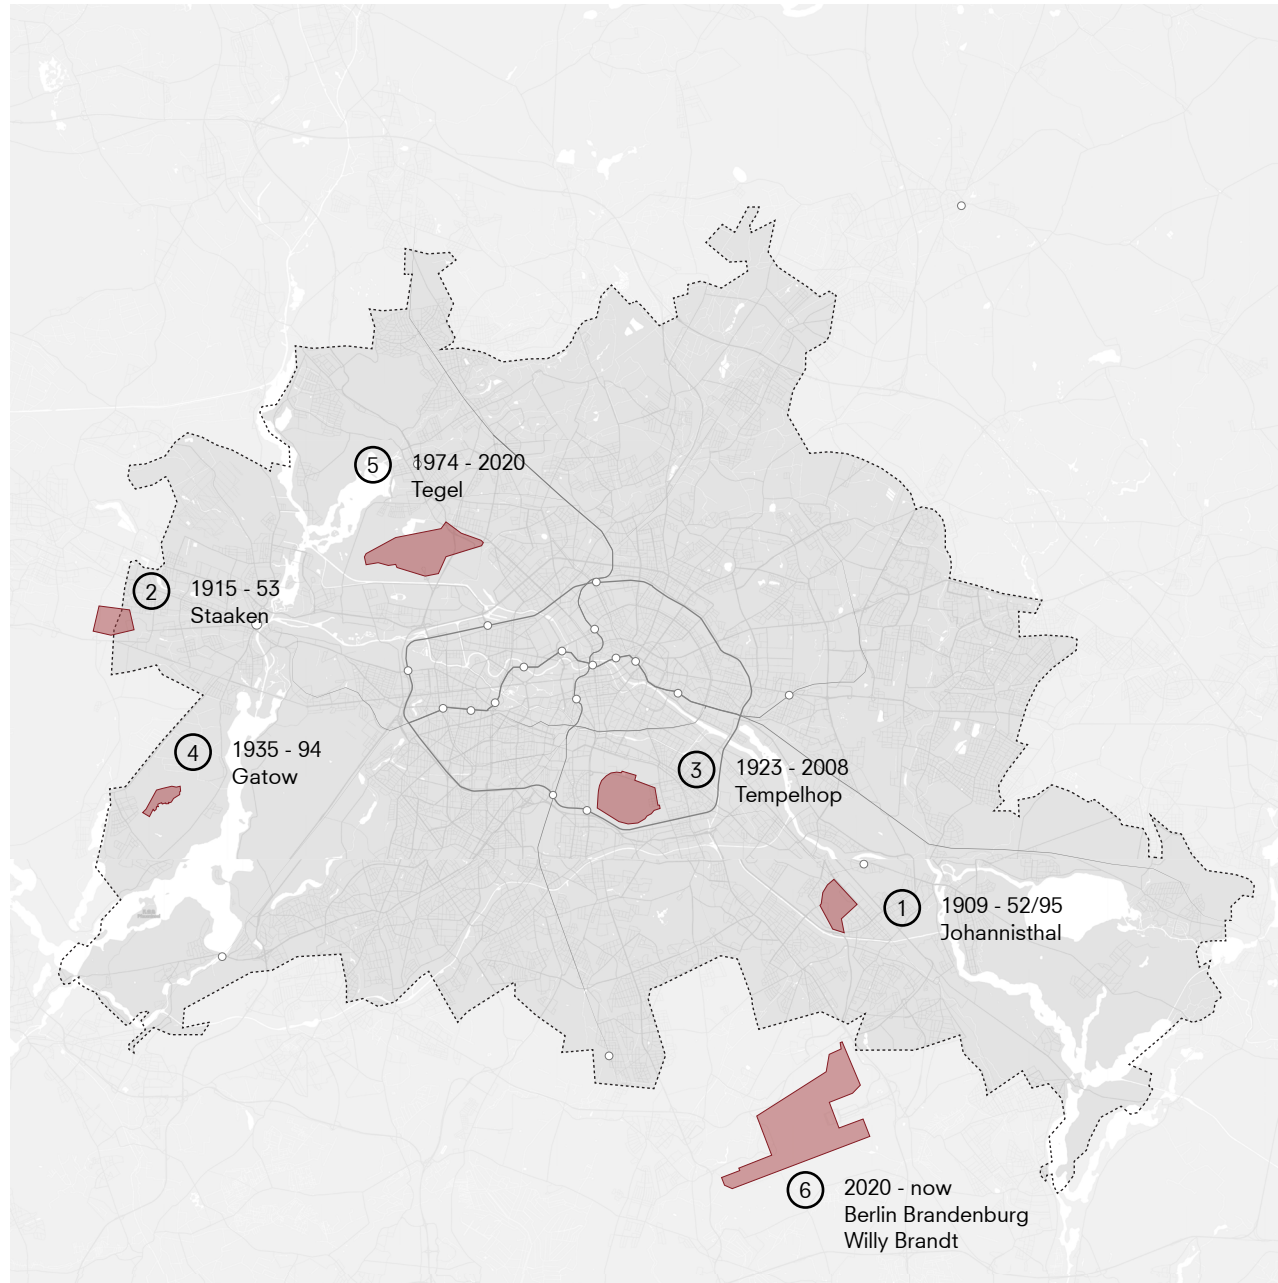 5
1974 - 2020
Tegel
2
1915 - 53
Staaken
4
1935 - 94
Gatow
3
1923 - 2008
Tempelhop
1
1909 - 52/95
Johannisthal
6
2020 - now
Berlin Brandenburg
Willy Brandt